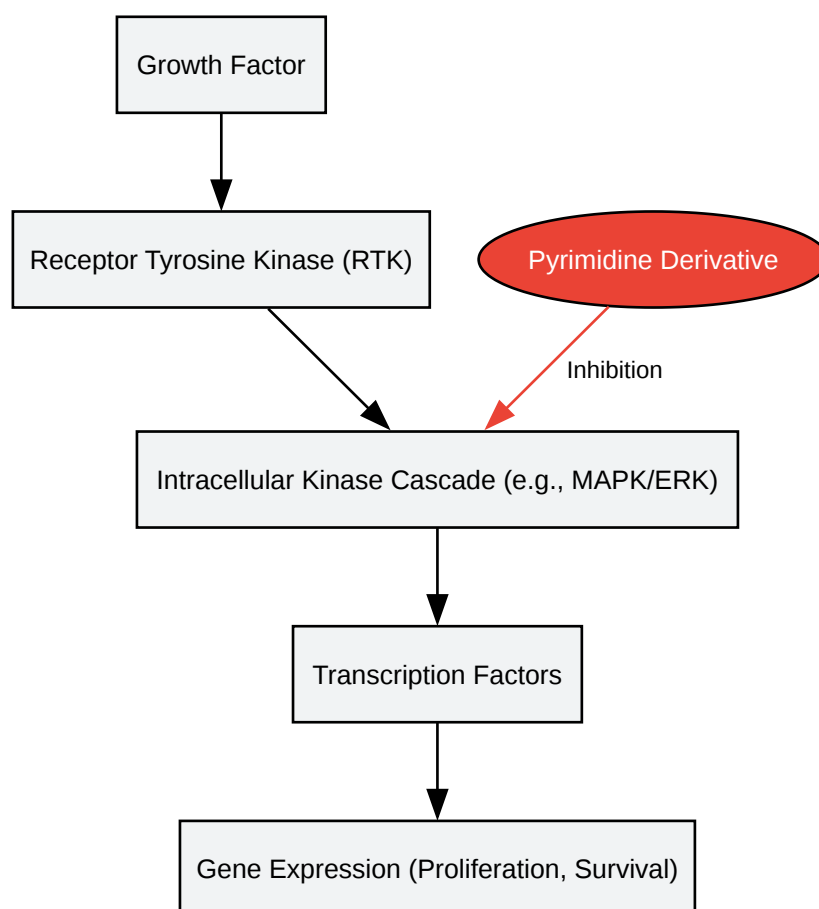 Growth Factor
Receptor Tyrosine Kinase (RTK)
Pyrimidine Derivative
Inhibition
Intracellular Kinase Cascade (e.g., MAPK/ERK)
Transcription Factors
Gene Expression (Proliferation, Survival)